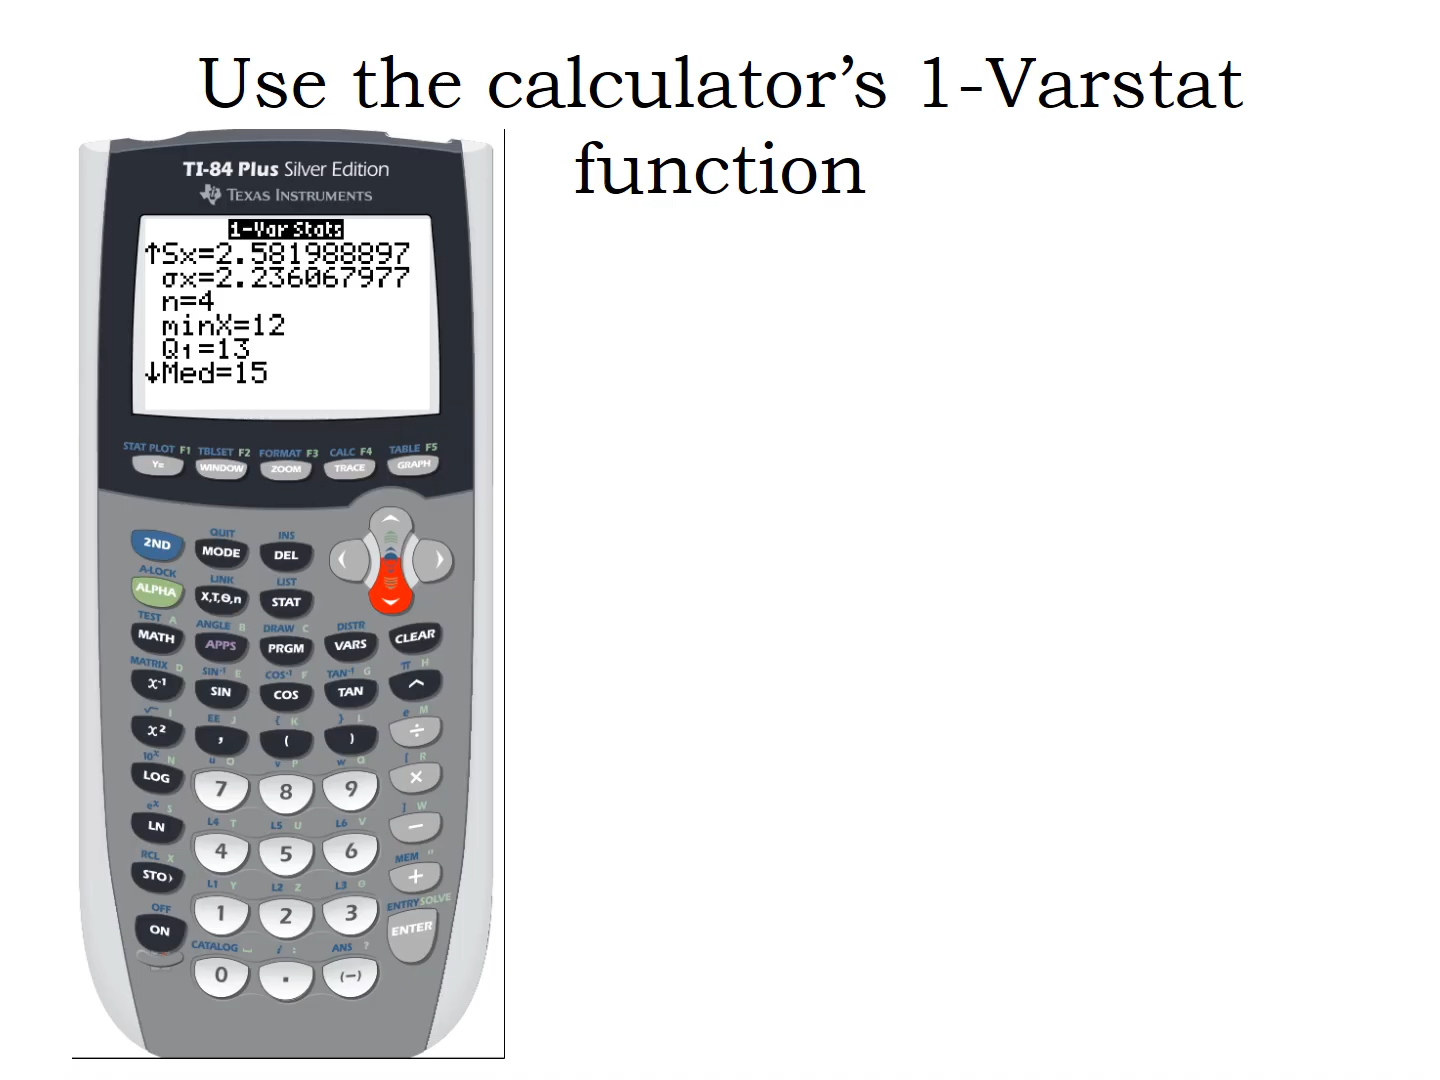 Use the calculator's 1-Varstat
function
TI-84 Plus Silver Edition
TEXAS INSTRUMENTS
1-Var Stats
↑Sx=2.581988897
σx=2.236067977
n=4
minX=12
Q₁=13
↓Med=15
STAT PLOT F1 TBLSET F2 FORMAT F3 CALC F4 TABLE F5
Y= WINDOW ZOOM TRACE GRAPH
QUIT INS
2ND MODE DEL
A-LOCK LINK LIST
ALPHA X,T,Θ,n STAT
TEST A ANGLE B DRAW C DISTR
MATH APPS PRGM VARS CLEAR
MATRIX D SIN⁻¹ E COS⁻¹ F TAN⁻¹ G π H
x⁻¹ SIN COS TAN ^
√ I EE J { K } L e M
x² , ( ) ÷
10ˣ N u O v P w Q [ R
LOG 7 8 9 ×
eˣ S L4 T L5 U L6 V ] W
LN 4 5 6 −
RCL X L1 Y L2 Z L3 θ MEM "
STO› 1 2 3 +
OFF CATALOG i : ANS ? ENTRY SOLVE
ON 0 . (−) ENTER